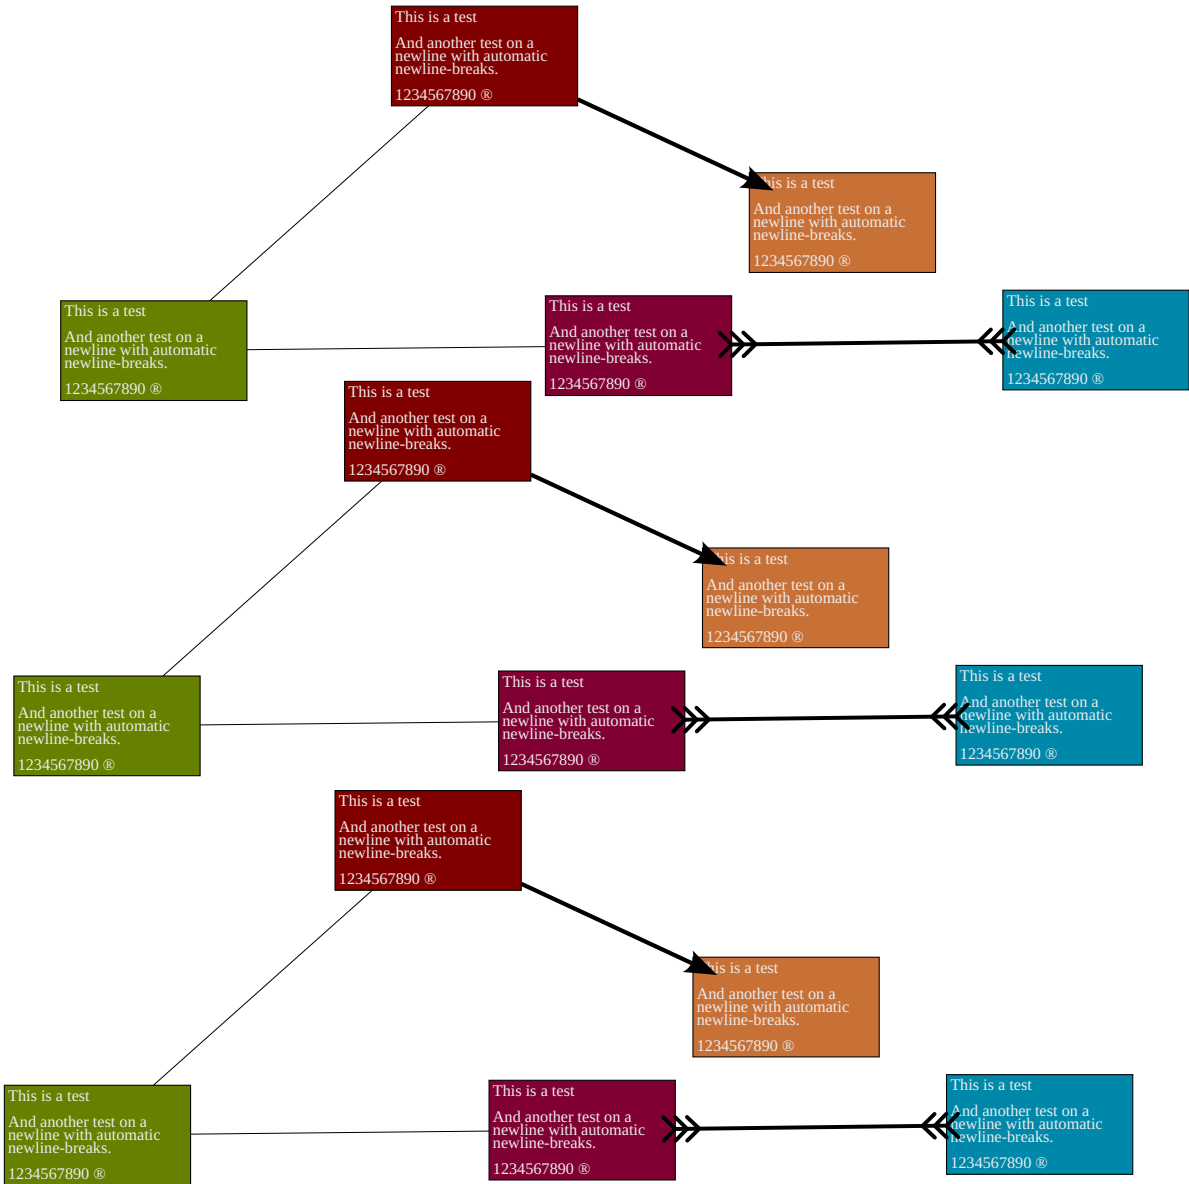 This is a test
And another test on a
newline with automatic
newline-breaks.
1234567890 ®
This is a test
And another test on a
newline with automatic
newline-breaks.
1234567890 ®
This is a test
And another test on a
newline with automatic
newline-breaks.
1234567890 ®
This is a test
And another test on a
newline with automatic
newline-breaks.
1234567890 ®
This is a test
And another test on a
newline with automatic
newline-breaks.
1234567890 ®
This is a test
And another test on a
newline with automatic
newline-breaks.
1234567890 ®
This is a test
And another test on a
newline with automatic
newline-breaks.
1234567890 ®
This is a test
And another test on a
newline with automatic
newline-breaks.
1234567890 ®
This is a test
And another test on a
newline with automatic
newline-breaks.
1234567890 ®
This is a test
And another test on a
newline with automatic
newline-breaks.
1234567890 ®
This is a test
And another test on a
newline with automatic
newline-breaks.
1234567890 ®
This is a test
And another test on a
newline with automatic
newline-breaks.
1234567890 ®
This is a test
And another test on a
newline with automatic
newline-breaks.
1234567890 ®
This is a test
And another test on a
newline with automatic
newline-breaks.
1234567890 ®
This is a test
And another test on a
newline with automatic
newline-breaks.
1234567890 ®